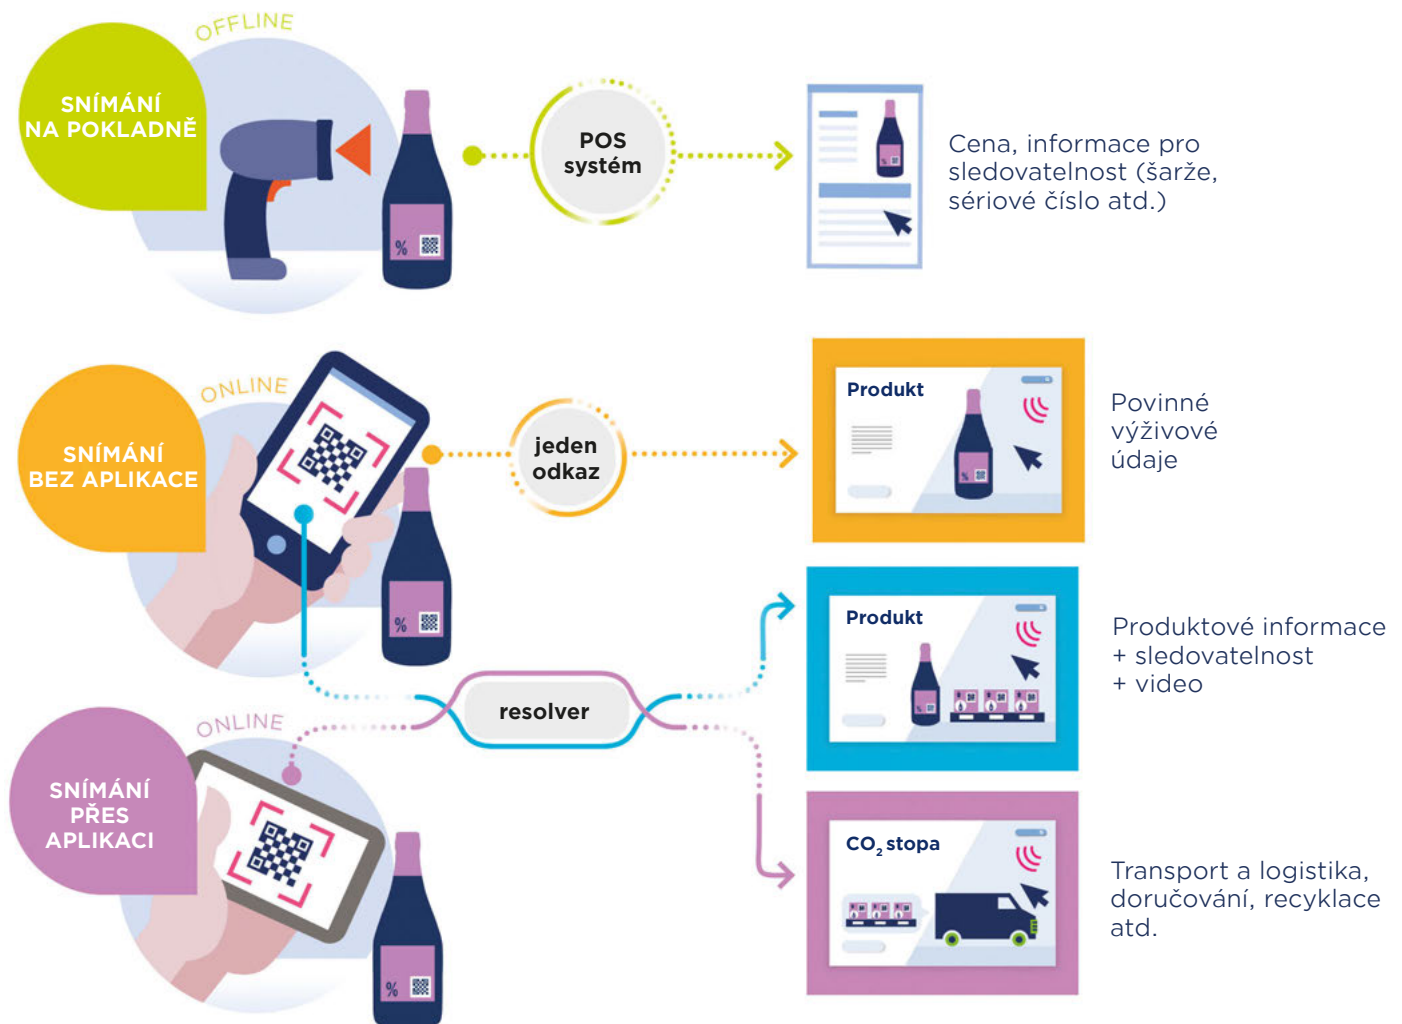 OFFLINE
SNÍMÁNÍ
NA POKLADNĚ
%
POS
systém
Cena, informace pro
sledovatelnost (šarže,
sériové číslo atd.)
ONLINE
SNÍMÁNÍ
BEZ APLIKACE
%
jeden
odkaz
Produkt
Povinné
výživové
údaje
Produkt
Produktové informace
+ sledovatelnost
+ video
resolver
ONLINE
SNÍMÁNÍ
PŘES
APLIKACI
%
CO₂ stopa
Transport a logistika,
doručování, recyklace
atd.